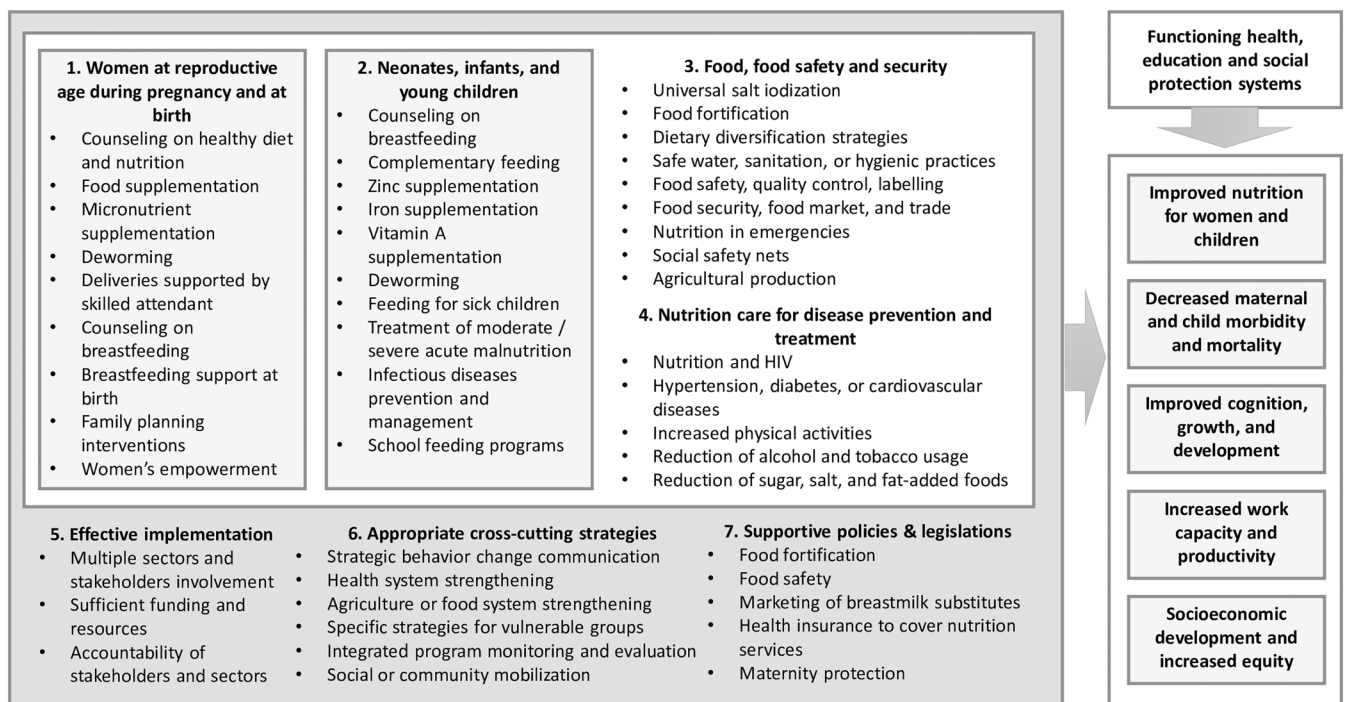 1. Women at reproductive
age during pregnancy and at
birth
• Counseling on healthy diet
and nutrition
• Food supplementation
• Micronutrient
supplementation
• Deworming
• Deliveries supported by
skilled attendant
• Counseling on
breastfeeding
• Breastfeeding support at
birth
• Family planning
interventions
• Women's empowerment
2. Neonates, infants, and
young children
• Counseling on
breastfeeding
• Complementary feeding
• Zinc supplementation
• Iron supplementation
• Vitamin A
supplementation
• Deworming
• Feeding for sick children
• Treatment of moderate /
severe acute malnutrition
• Infectious diseases
prevention and
management
• School feeding programs
3. Food, food safety and security
• Universal salt iodization
• Food fortification
• Dietary diversification strategies
• Safe water, sanitation, or hygienic practices
• Food safety, quality control, labelling
• Food security, food market, and trade
• Nutrition in emergencies
• Social safety nets
• Agricultural production
4. Nutrition care for disease prevention and
treatment
• Nutrition and HIV
• Hypertension, diabetes, or cardiovascular
diseases
• Increased physical activities
• Reduction of alcohol and tobacco usage
• Reduction of sugar, salt, and fat-added foods
5. Effective implementation
• Multiple sectors and
stakeholders involvement
• Sufficient funding and
resources
• Accountability of
stakeholders and sectors
6. Appropriate cross-cutting strategies
• Strategic behavior change communication
• Health system strengthening
• Agriculture or food system strengthening
• Specific strategies for vulnerable groups
• Integrated program monitoring and evaluation
• Social or community mobilization
7. Supportive policies & legislations
• Food fortification
• Food safety
• Marketing of breastmilk substitutes
• Health insurance to cover nutrition
services
• Maternity protection
Functioning health,
education and social
protection systems
Improved nutrition
for women and
children
Decreased maternal
and child morbidity
and mortality
Improved cognition,
growth, and
development
Increased work
capacity and
productivity
Socioeconomic
development and
increased equity